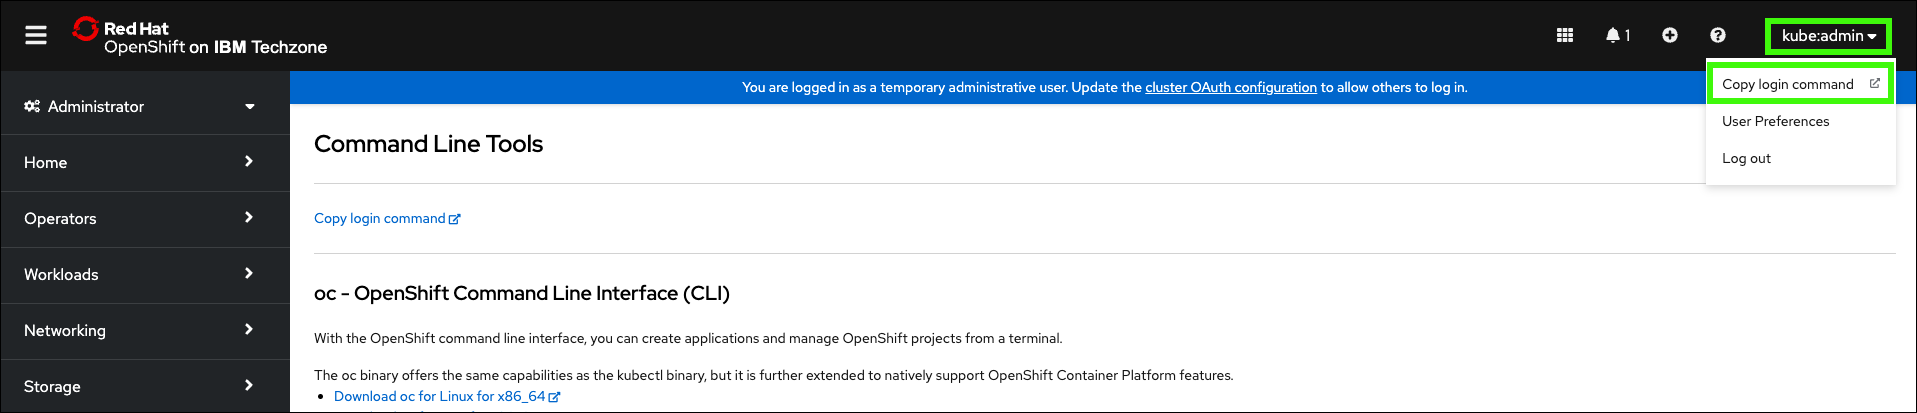 Red Hat
OpenShift on IBM Techzone
1
kube:admin
Copy login command
User Preferences
Log out
You are logged in as a temporary administrative user. Update the cluster OAuth configuration to allow others to log in.
Administrator
Home
Operators
Workloads
Networking
Storage
Command Line Tools
Copy login command
oc - OpenShift Command Line Interface (CLI)
With the OpenShift command line interface, you can create applications and manage OpenShift projects from a terminal.
The oc binary offers the same capabilities as the kubectl binary, but it is further extended to natively support OpenShift Container Platform features.
• Download oc for Linux for x86_64